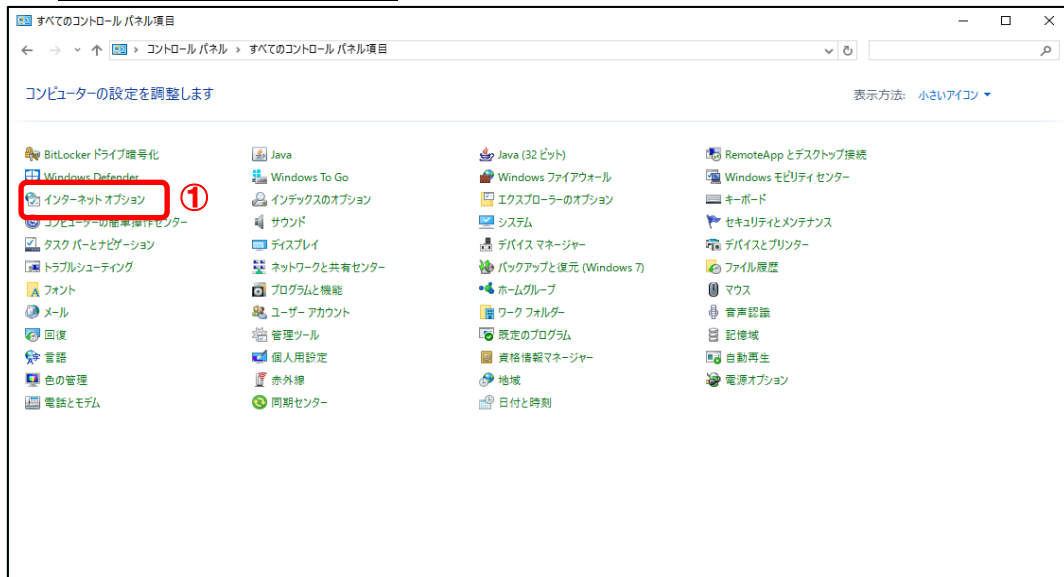 すべてのコントロール パネル項目
コントロール パネル › すべてのコントロール パネル項目
コンピューターの設定を調整します
表示方法: 小さいアイコン
BitLocker ドライブ暗号化 Java Java (32 ビット) RemoteApp とデスクトップ接続
Windows Defender Windows To Go Windows ファイアウォール Windows モビリティ センター
インターネット オプション ① インデックスのオプション エクスプローラーのオプション キーボード
コンピューターの簡単操作センター サウンド システム セキュリティとメンテナンス
タスク バーとナビゲーション ディスプレイ デバイス マネージャー デバイスとプリンター
トラブルシューティング ネットワークと共有センター バックアップと復元 (Windows 7) ファイル履歴
フォント プログラムと機能 ホームグループ マウス
メール ユーザー アカウント ワーク フォルダー 音声認識
回復 管理ツール 既定のプログラム 記憶域
言語 個人用設定 資格情報マネージャー 自動再生
色の管理 赤外線 地域 電源オプション
電話とモデム 同期センター 日付と時刻